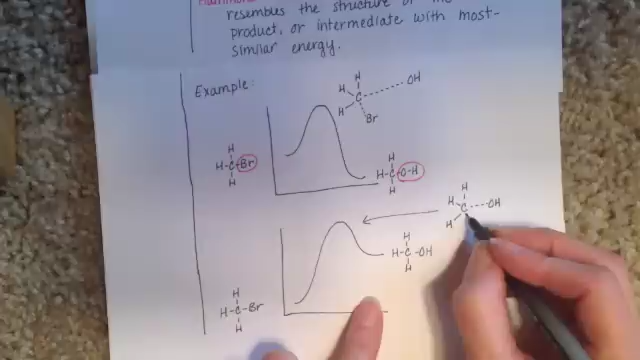 resembles the structure of the
product, or intermediate with most-
similar energy.
Example:
H
H
C
OH
H
Br
H
H-C-Br
H
H
H-C-O-H
H
H
H
C
OH
H
H
H-C-OH
H
H
H-C-Br
H